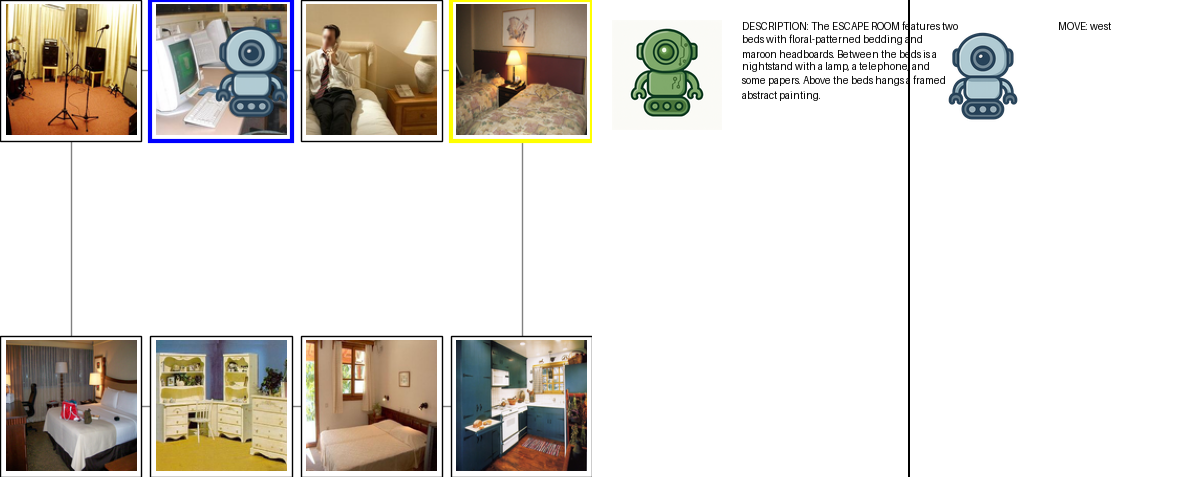 DESCRIPTION: The ESCAPE ROOM features two
beds with floral-patterned bedding and
maroon headboards. Between the beds is a
nightstand with a lamp, a telephone, and
some papers. Above the beds hangs a framed
abstract painting.
MOVE: west